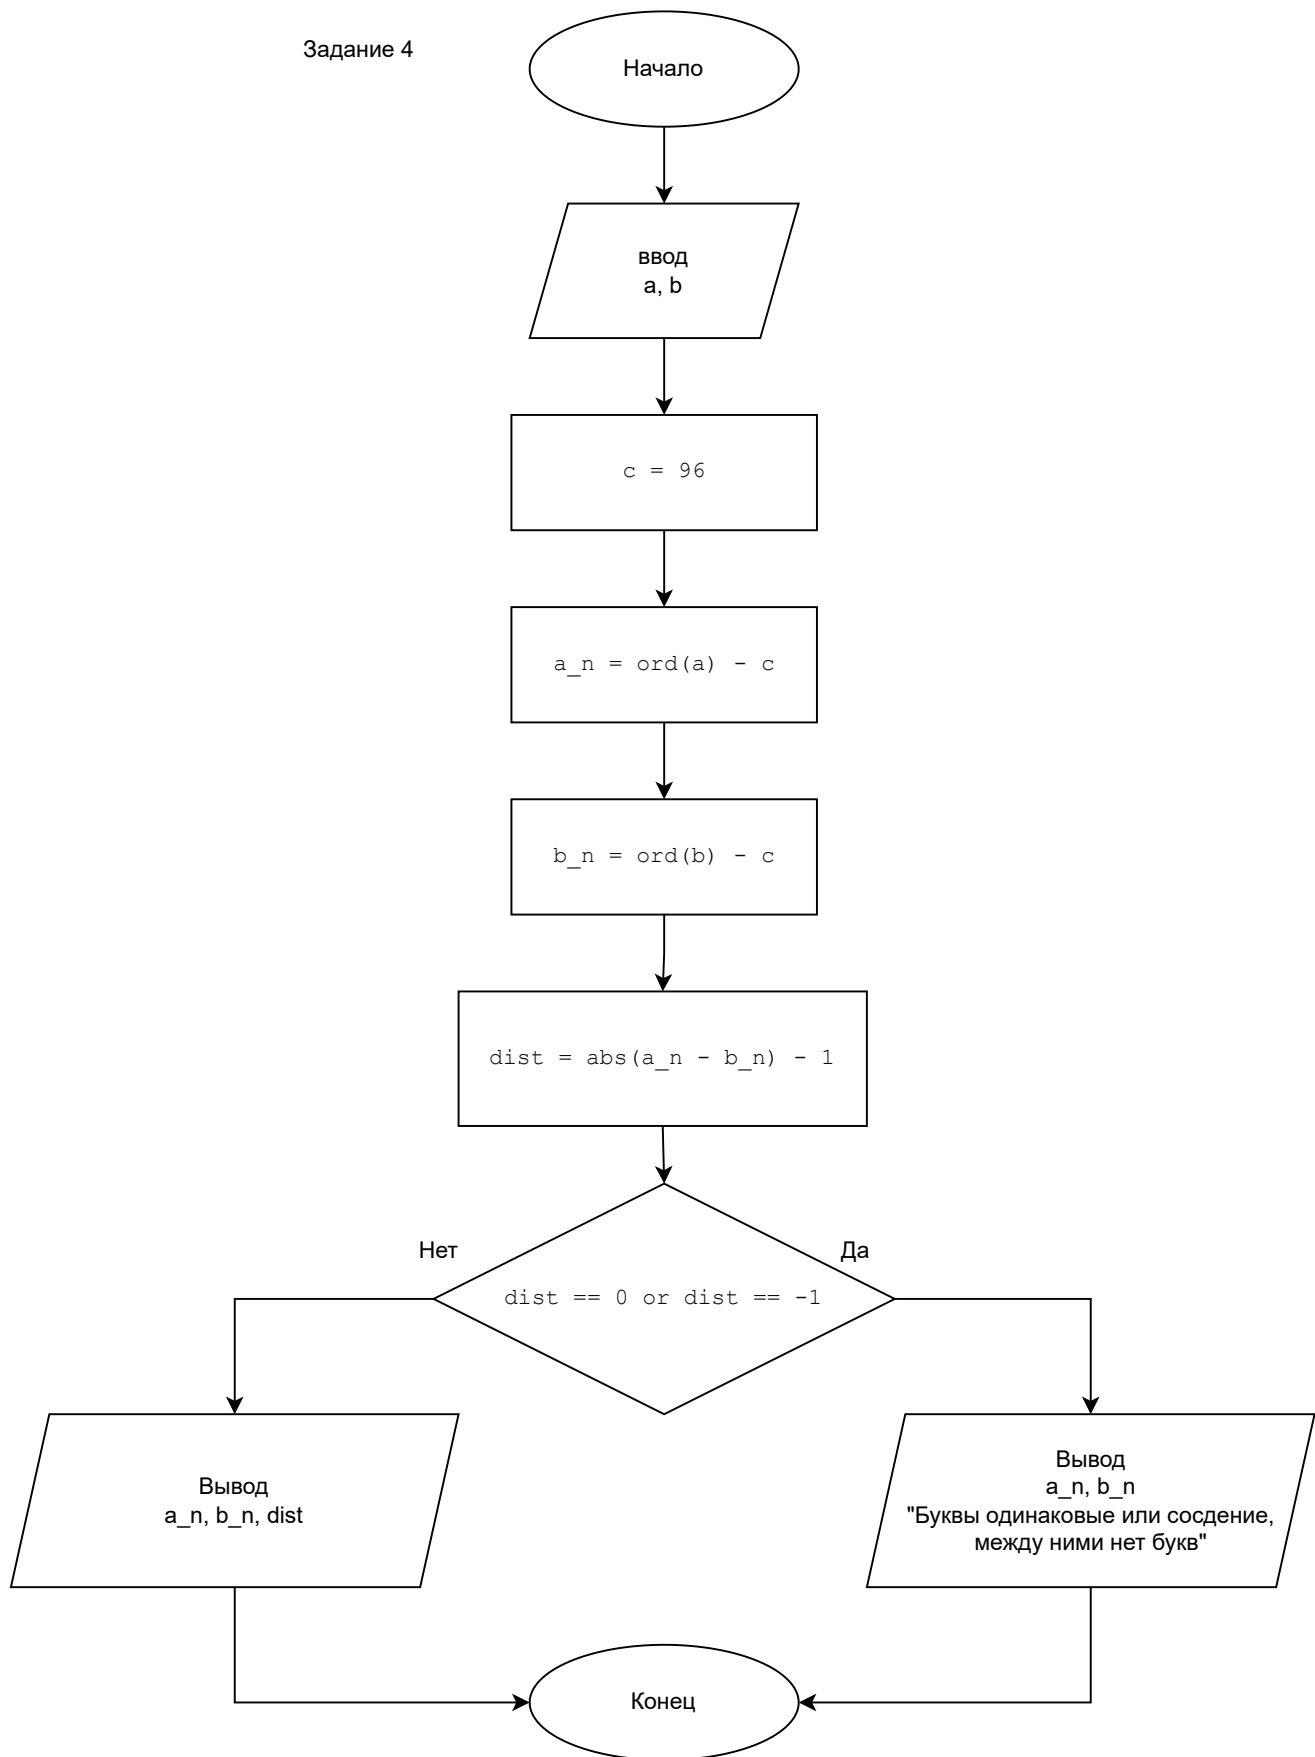 Задание 4
Начало
ввод
a, b
c = 96
a_n = ord(a) - c
b_n = ord(b) - c
dist = abs(a_n - b_n) - 1
Нет
Да
dist == 0 or dist == -1
Вывод
a_n, b_n, dist
Вывод
a_n, b_n
"Буквы одинаковые или сосдение,
между ними нет букв"
Конец